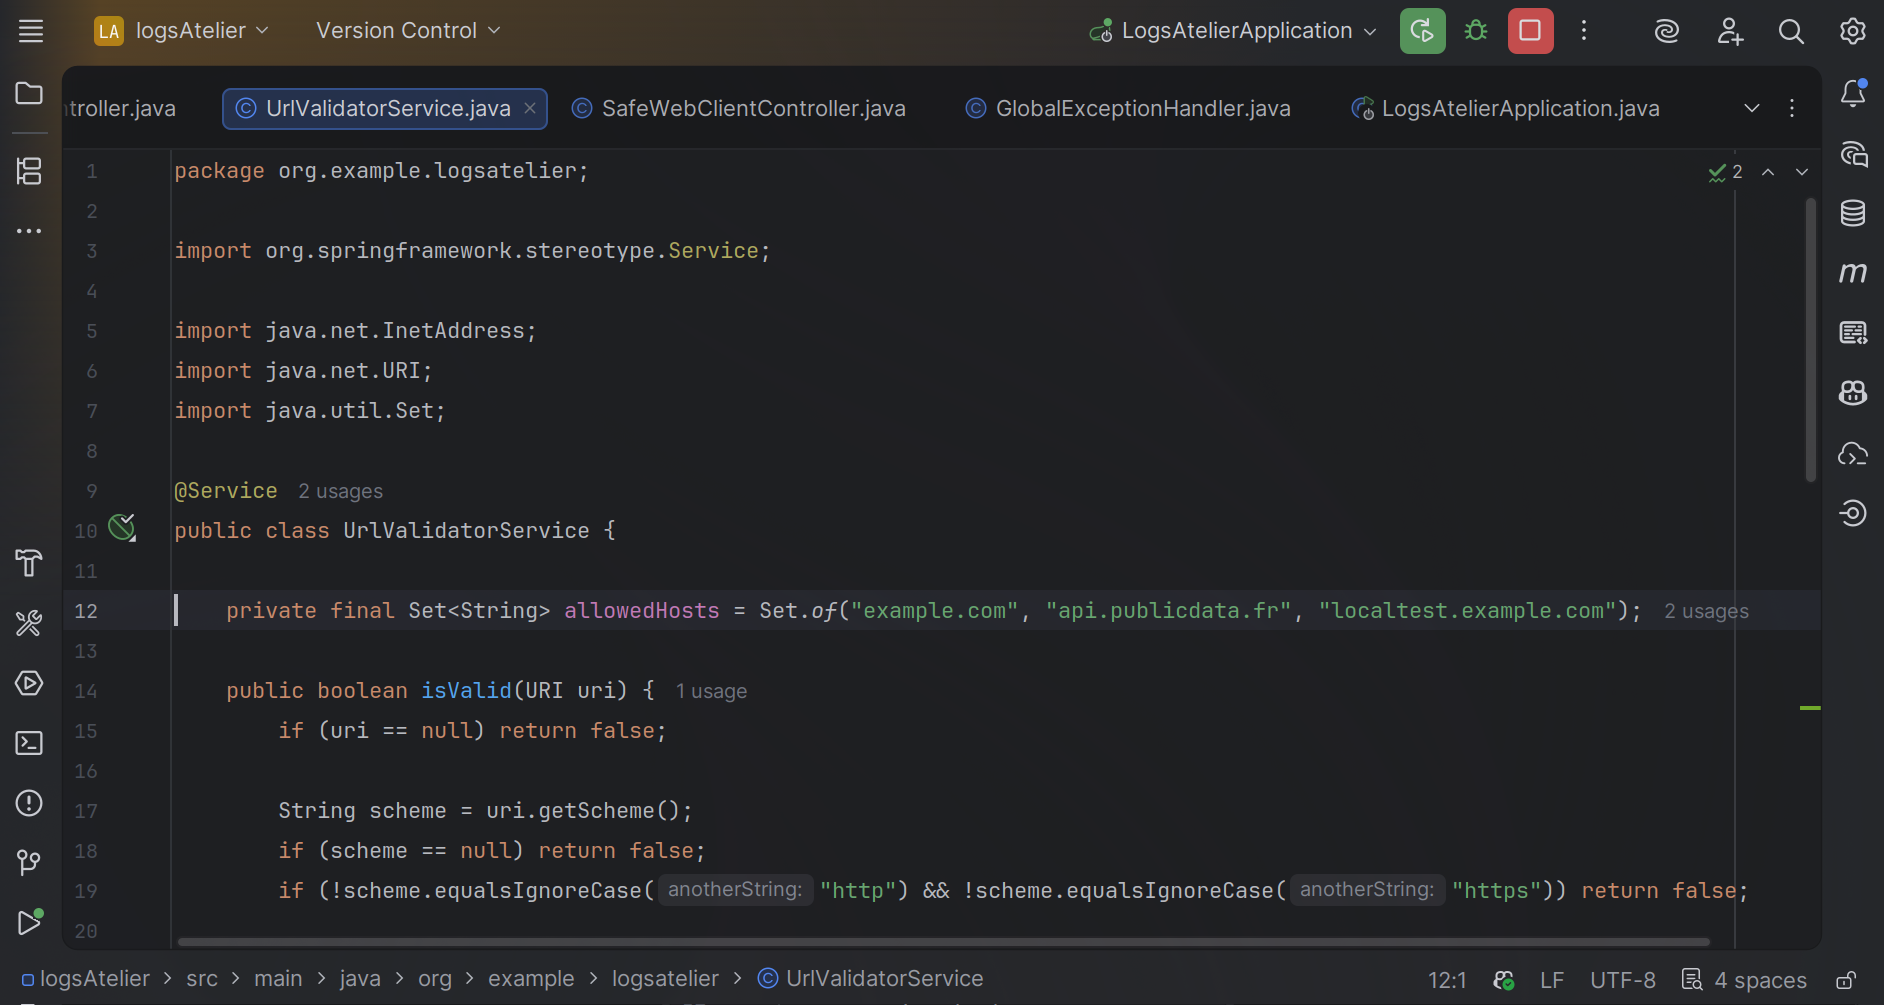 LA logsAtelier Version Control LogsAtelierApplication
ntroller.java UrlValidatorService.java SafeWebClientController.java GlobalExceptionHandler.java LogsAtelierApplication.java
1 package org.example.logsatelier; 2
2
3 import org.springframework.stereotype.Service;
4
5 import java.net.InetAddress;
6 import java.net.URI;
7 import java.util.Set;
8
9 @Service 2 usages
10 public class UrlValidatorService {
11
12 private final Set<String> allowedHosts = Set.of("example.com", "api.publicdata.fr", "localtest.example.com"); 2 usages
13
14 public boolean isValid(URI uri) { 1 usage
15 if (uri == null) return false;
16
17 String scheme = uri.getScheme();
18 if (scheme == null) return false;
19 if (!scheme.equalsIgnoreCase( anotherString: "http") && !scheme.equalsIgnoreCase( anotherString: "https")) return false;
20
logsAtelier > src > main > java > org > example > logsatelier > UrlValidatorService 12:1 LF UTF-8 4 spaces